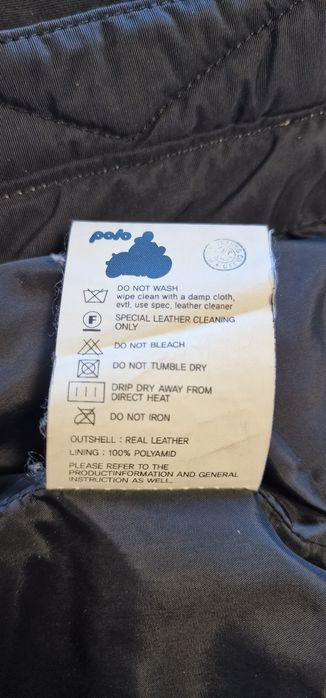 polo
DO NOT WASH
wipe clean with a damp cloth,
evtl, use spec, leather cleaner
F
SPECIAL LEATHER CLEANING
ONLY
DO NOT BLEACH
DO NOT TUMBLE DRY
DRIP DRY AWAY FROM
DIRECT HEAT
DO NOT IRON
OUTSHELL : REAL LEATHER
LINING : 100% POLYAMID
PLEASE REFER TO THE
PRODUCTINFORMATION AND GENERAL
INSTRUCTION AS WELL.